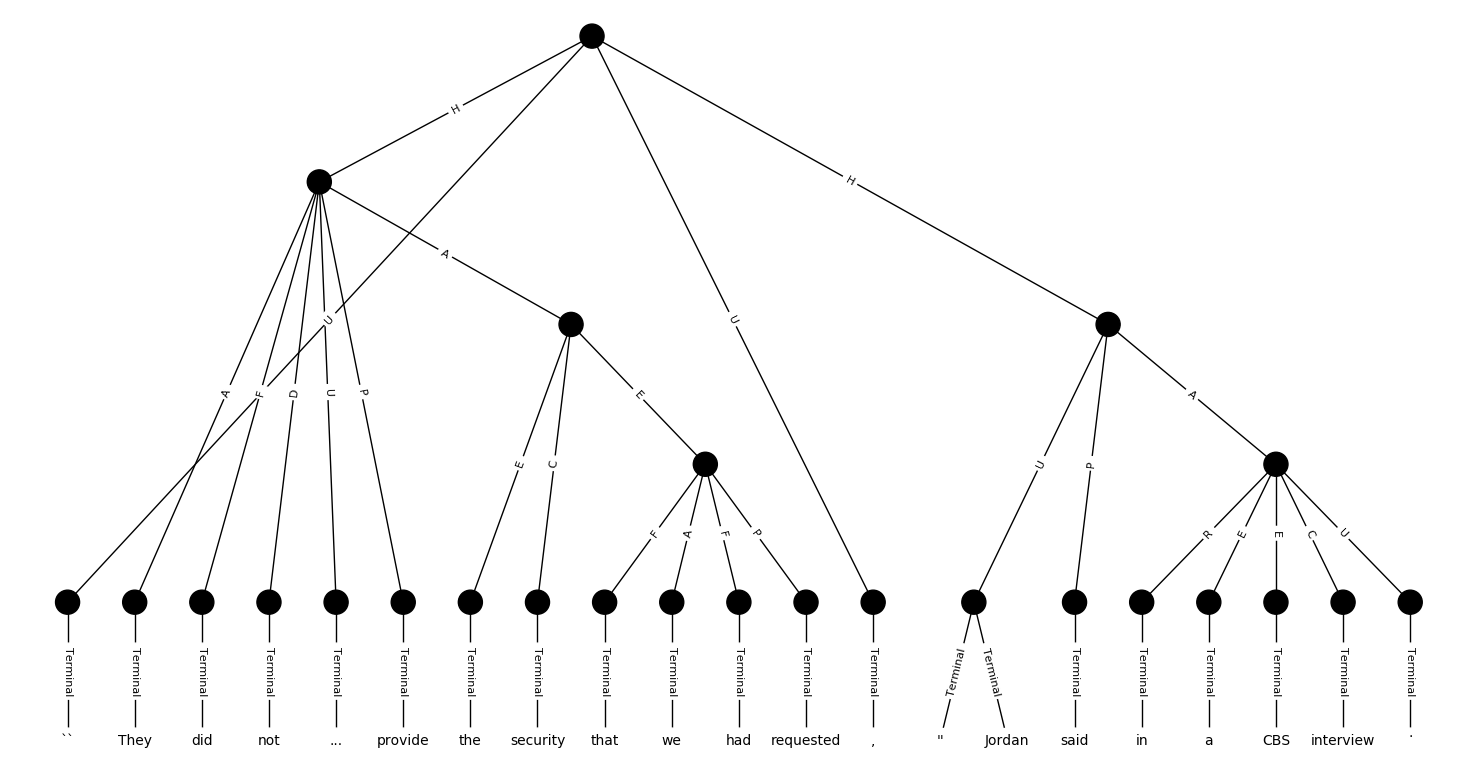 H
H
A
U
U
A
F
D
U
P
E
A
E
C
U
P
R
E
E
C
U
F
A
F
P
Terminal Terminal Terminal Terminal Terminal Terminal Terminal Terminal Terminal Terminal Terminal Terminal Terminal Terminal Terminal Terminal Terminal Terminal Terminal Terminal Terminal
`` They did not ... provide the security that we had requested , " Jordan said in a CBS interview .